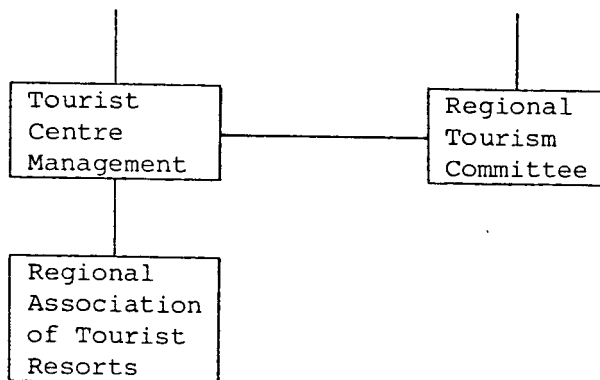 Tourist
Centre
Management
Regional
Tourism
Committee
Regional
Association
of Tourist
Resorts